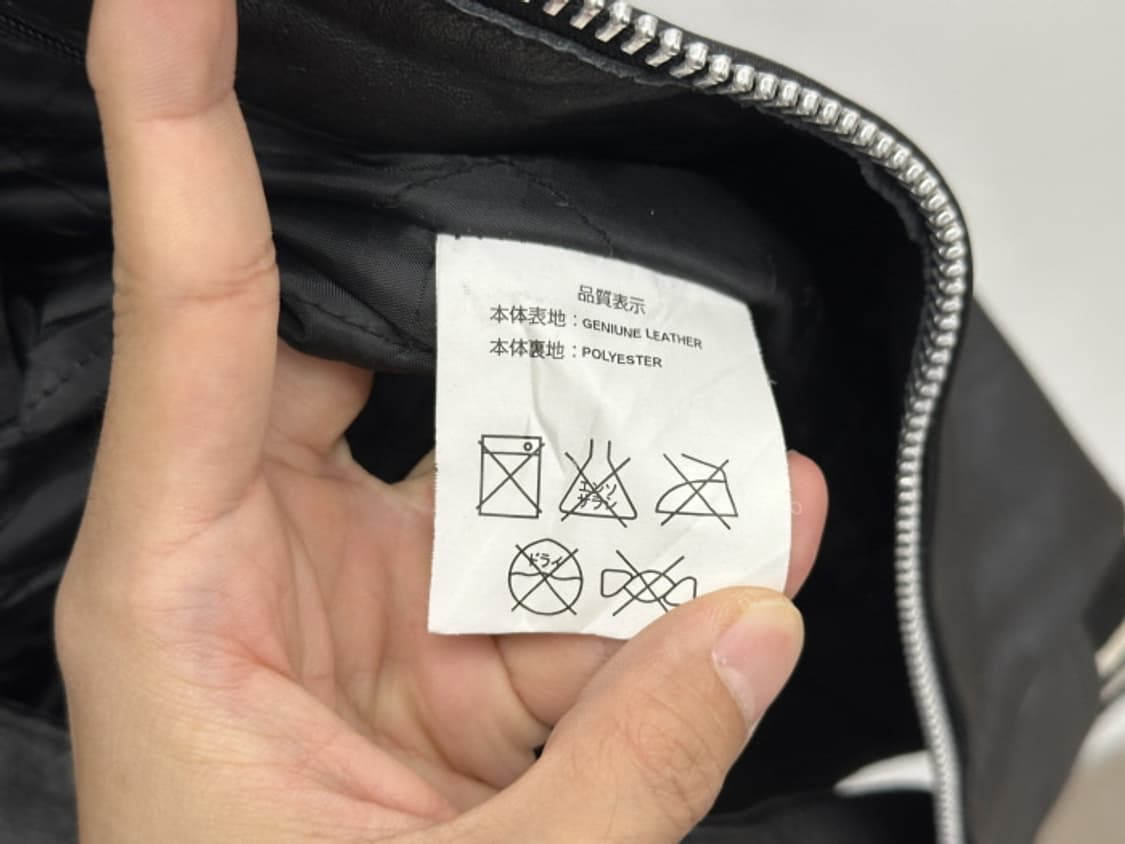 品質表示
本体表地：GENIUNE LEATHER
本体裏地：POLYESTER
エンソ
サラシ
ドライ